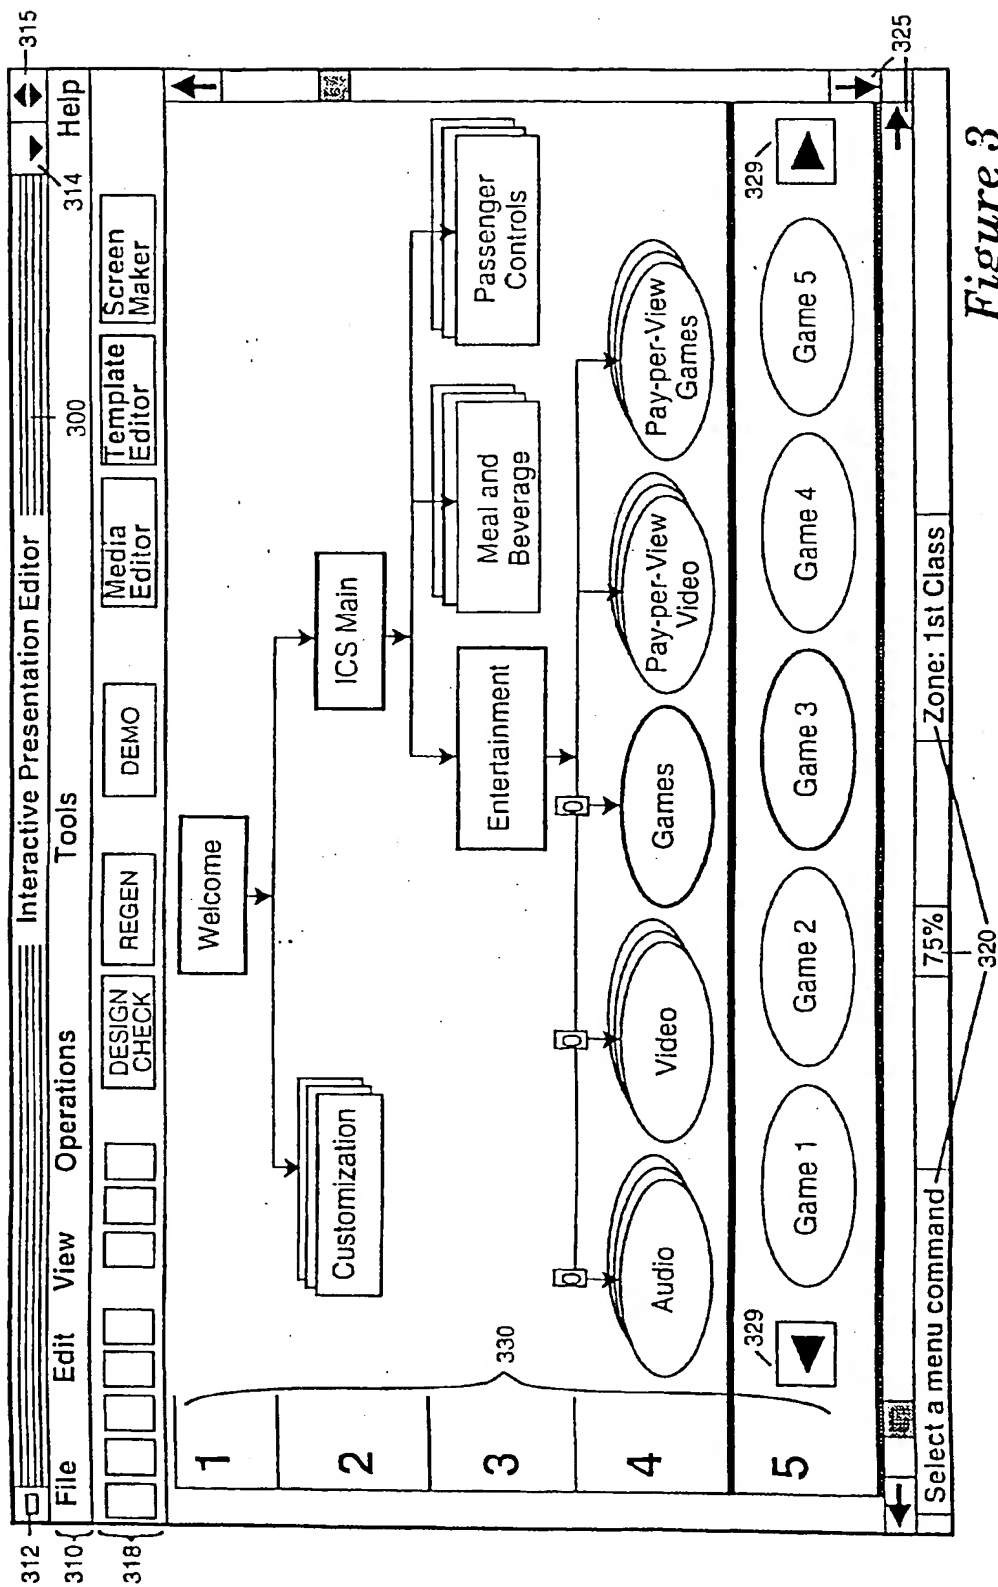 312
Interactive Presentation Editor
300
314
315
310
File Edit View Operations Tools Help
318
DESIGN
CHECK
REGEN
DEMO
Media
Editor
Template
Editor
Screen
Maker
1
Welcome
2
Customization
ICS Main
3
Entertainment
Meal and
Beverage
Passenger
Controls
330
4
0
0
0
Audio
Video
Games
Pay-per-View
Video
Pay-per-View
Games
5
329
Game 1
Game 2
Game 3
Game 4
Game 5
329
325
Select a menu command
75%
Zone: 1st Class
320
Figure 3